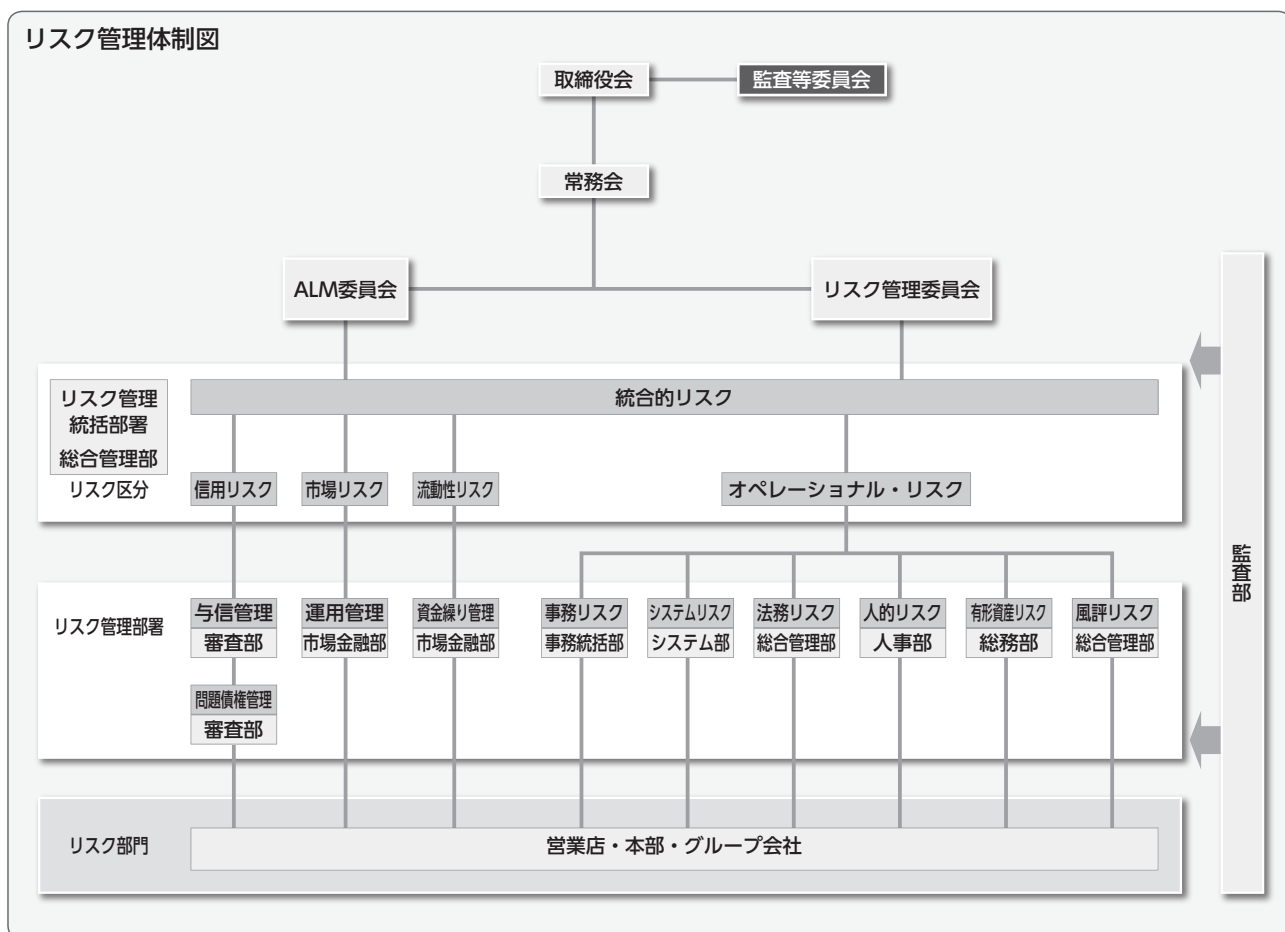 リスク管理体制図
取締役会
監査等委員会
常務会
ALM委員会
リスク管理委員会
リスク管理
統括部署
総合管理部
統合的リスク
リスク区分
信用リスク
市場リスク
流動性リスク
オペレーショナル・リスク
監査部
リスク管理部署
与信管理
審査部
運用管理
市場金融部
資金繰り管理
市場金融部
事務リスク
事務統括部
システムリスク
システム部
法務リスク
総合管理部
人的リスク
人事部
有形資産リスク
総務部
風評リスク
総合管理部
問題債権管理
審査部
リスク部門
営業店・本部・グループ会社